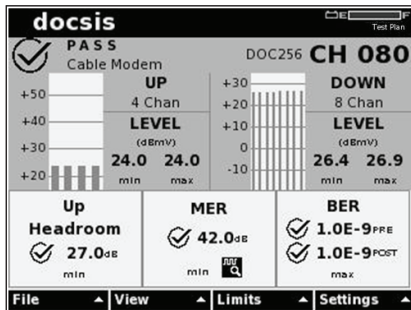 docsis
E F
Test Plan
PASS
Cable Modem
DOC256 CH 080
UP
4 Chan
LEVEL
(dBmV)
24.0 24.0
min max
+50
+40
+30
+20
DOWN
8 Chan
LEVEL
(dBmV)
26.4 26.9
min max
+30
+20
+10
0
-10
Up
Headroom
27.0dB
min
MER
42.0dB
min
BER
1.0E-9PRE
1.0E-9POST
max
File View Limits Settings